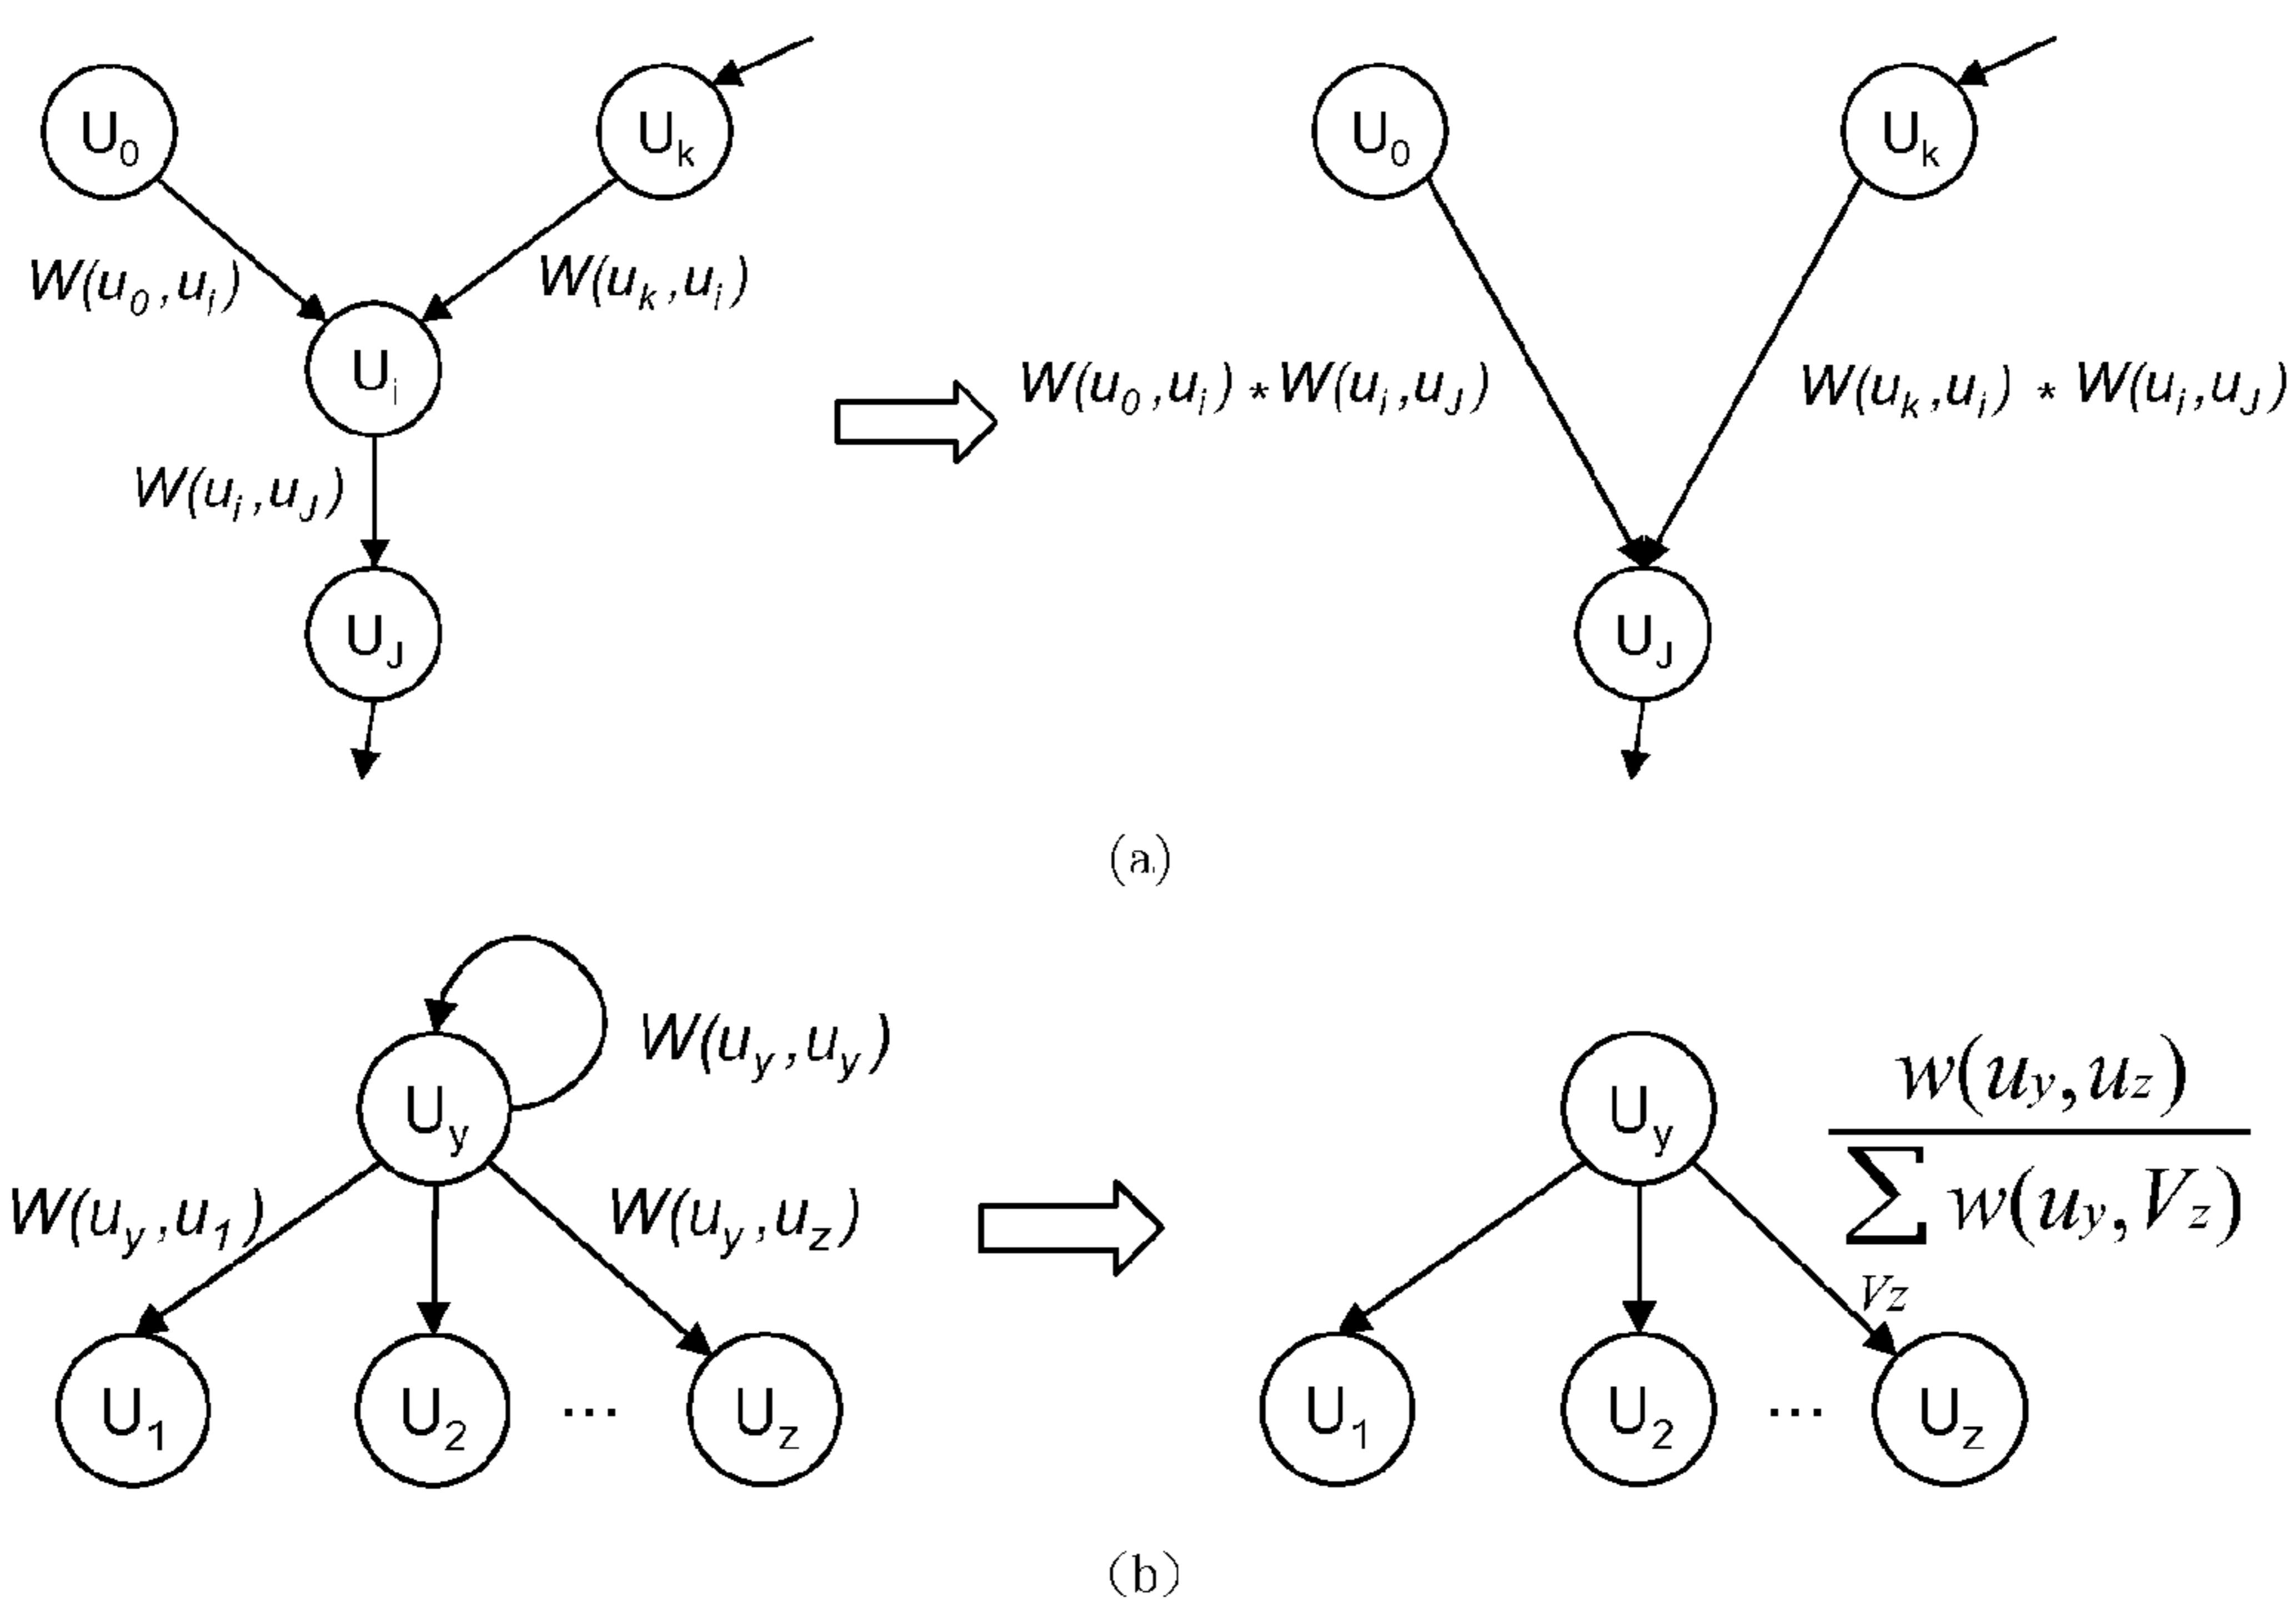 U0 Uk U0 Uk
W(u0,ui) W(uk,ui)
Ui
W(u0,ui) * W(ui,uJ) W(uk,ui) * W(ui,uJ)
W(ui,uJ)
UJ UJ
(a)
W(uy,uy)
Uy Uy w(uy,uz)
W(uy,u1) W(uy,uz) ∑ w(uy,Vz)
Vz
U1 U2 ... Uz U1 U2 ... Uz
(b)